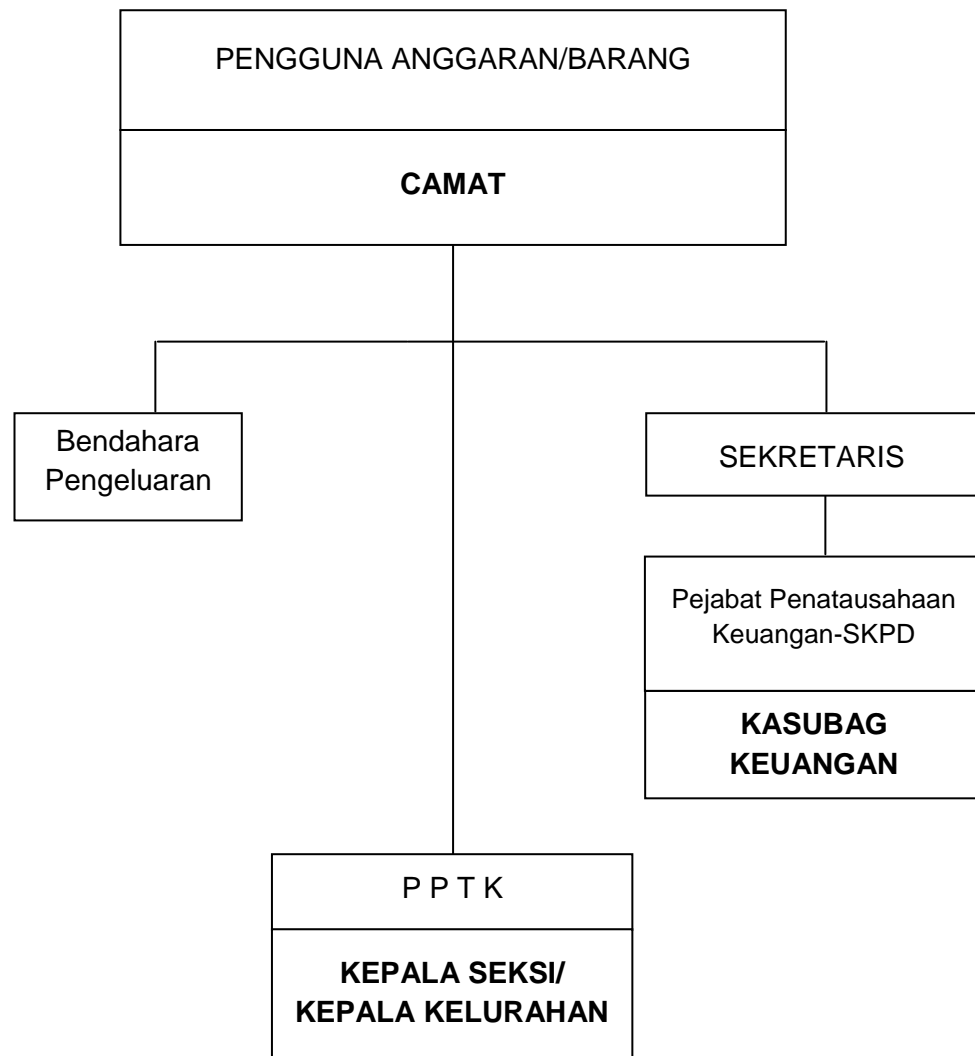 PENGGUNA ANGGARAN/BARANG
CAMAT
Bendahara
Pengeluaran
SEKRETARIS
Pejabat Penatausahaan
Keuangan-SKPD
KASUBAG
KEUANGAN
P P T K
KEPALA SEKSI/
KEPALA KELURAHAN